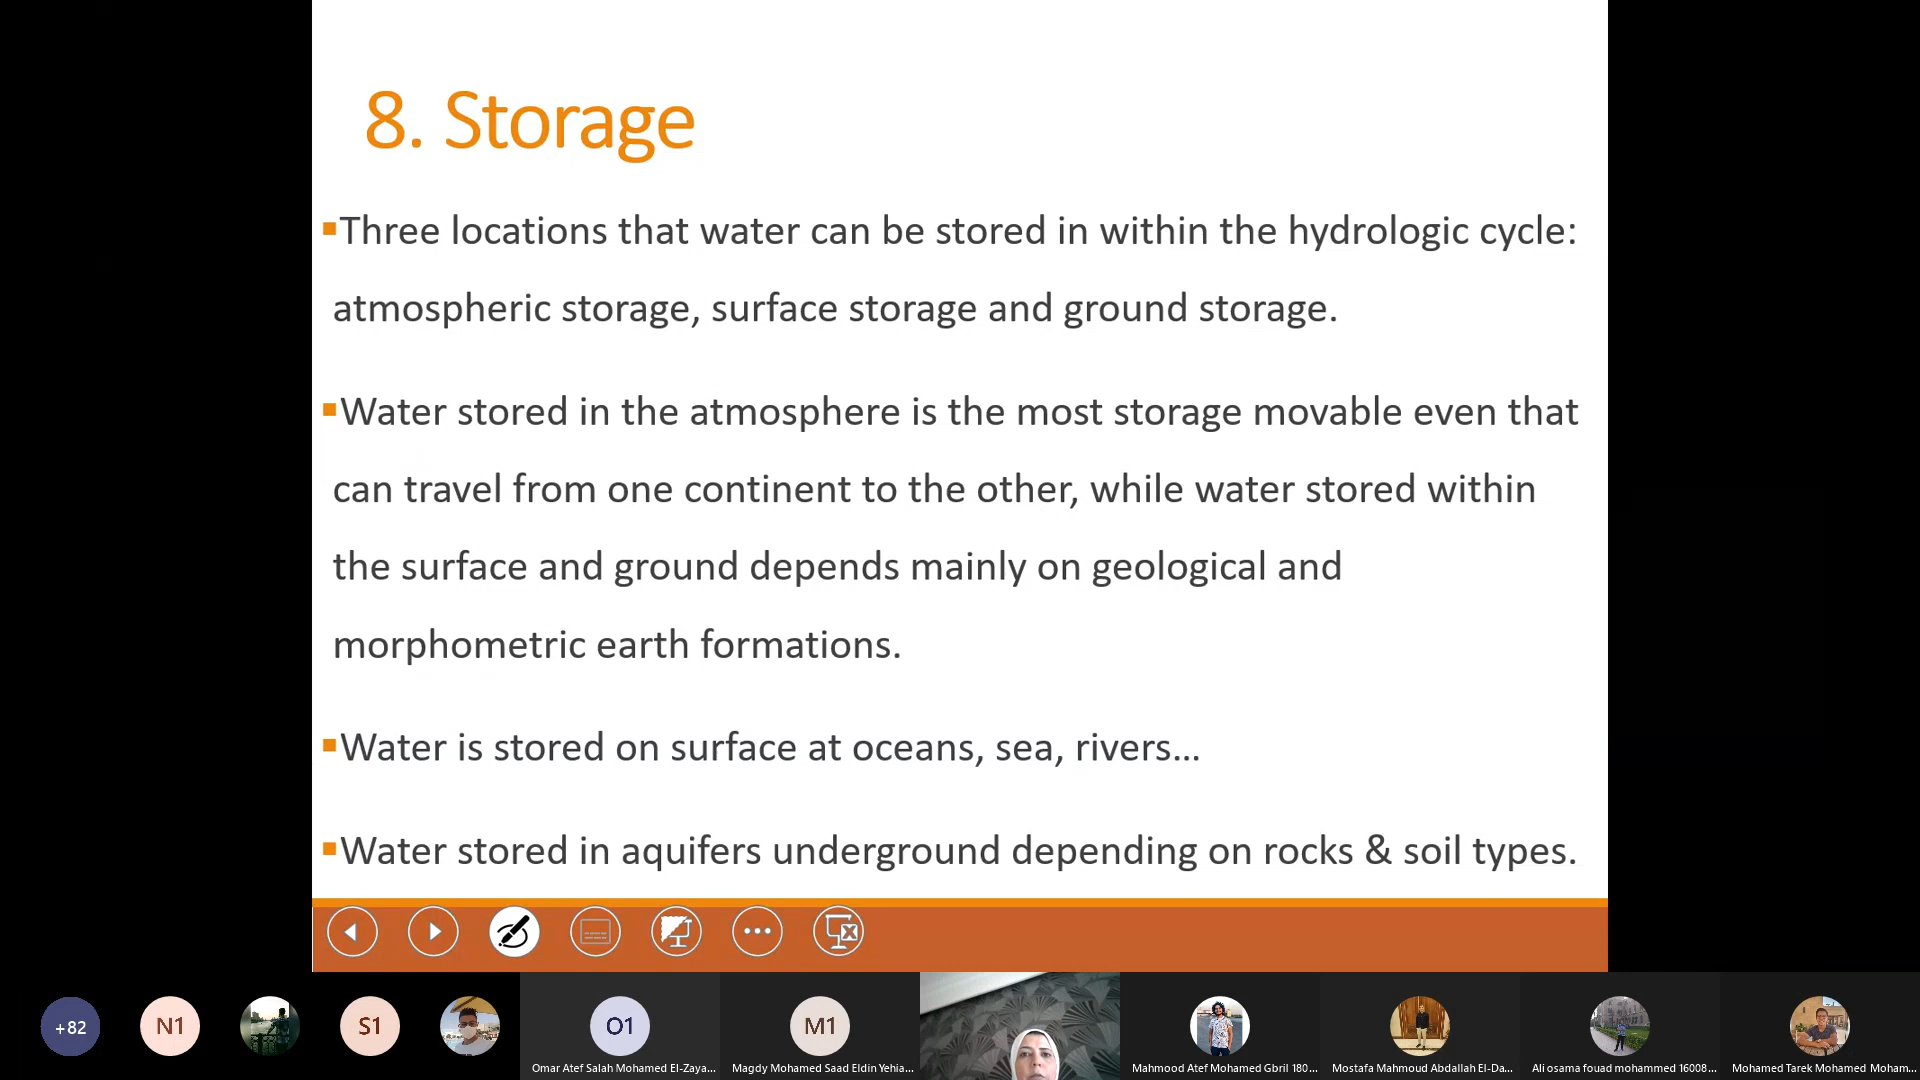 8. Storage
▪Three locations that water can be stored in within the hydrologic cycle:
atmospheric storage, surface storage and ground storage.
▪Water stored in the atmosphere is the most storage movable even that
can travel from one continent to the other, while water stored within
the surface and ground depends mainly on geological and
morphometric earth formations.
▪Water is stored on surface at oceans, sea, rivers...
▪Water stored in aquifers underground depending on rocks & soil types.
+82
N1
S1
O1
M1
Omar Atef Salah Mohamed El-Zaya...
Magdy Mohamed Saad Eldin Yehia...
Mahmood Atef Mohamed Gbril 180...
Mostafa Mahmoud Abdallah El-Da...
Ali osama fouad mohammed 16008...
Mohamed Tarek Mohamed Moham...